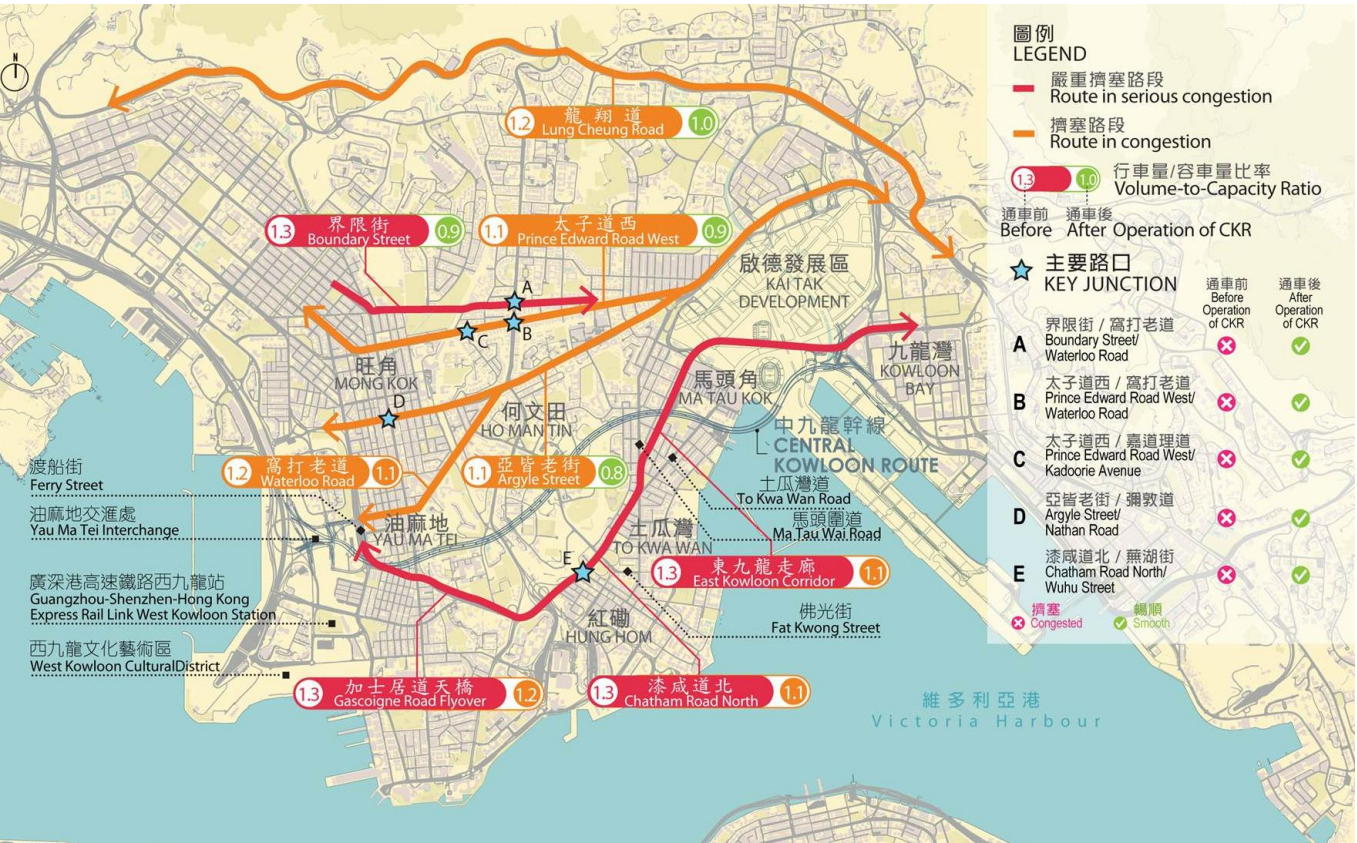 N
1.2 龍翔道 1.0
Lung Cheung Road
1.3 界限街 0.9
Boundary Street
1.1 太子道西 0.9
Prince Edward Road West
啟德發展區
KAI TAK
DEVELOPMENT
A
B
C
旺角
MONG KOK
D
何文田
HO MAN TIN
馬頭角
MA TAU KOK
九龍灣
KOWLOON
BAY
中九龍幹線
CENTRAL
KOWLOON ROUTE
1.2 窩打老道 1.1
Waterloo Road
1.1 亞皆老街 0.8
Argyle Street
渡船街
Ferry Street
油麻地交滙處
Yau Ma Tei Interchange
油麻地
YAU MA TEI
土瓜灣道
To Kwa Wan Road
馬頭圍道
Ma Tau Wai Road
土瓜灣
TO KWA WAN
E
1.3 東九龍走廊 1.1
East Kowloon Corridor
廣深港高速鐵路西九龍站
Guangzhou-Shenzhen-Hong Kong
Express Rail Link West Kowloon Station
紅磡
HUNG HOM
佛光街
Fat Kwong Street
西九龍文化藝術區
West Kowloon CulturalDistrict
1.3 加士居道天橋 1.2
Gascoigne Road Flyover
1.3 漆咸道北 1.1
Chatham Road North
維多利亞港
Victoria Harbour
圖例
LEGEND
嚴重擠塞路段
Route in serious congestion
擠塞路段
Route in congestion
1.3 1.0 行車量/容車量比率
Volume-to-Capacity Ratio
通車前 通車後
Before After Operation of CKR
主要路口
KEY JUNCTION
通車前
Before
Operation
of CKR
通車後
After
Operation
of CKR
A 界限街 / 窩打老道
Boundary Street/
Waterloo Road
B 太子道西 / 窩打老道
Prince Edward Road West/
Waterloo Road
C 太子道西 / 嘉道理道
Prince Edward Road West/
Kadoorie Avenue
D 亞皆老街 / 彌敦道
Argyle Street/
Nathan Road
E 漆咸道北 / 蕪湖街
Chatham Road North/
Wuhu Street
擠塞 暢順
Congested Smooth